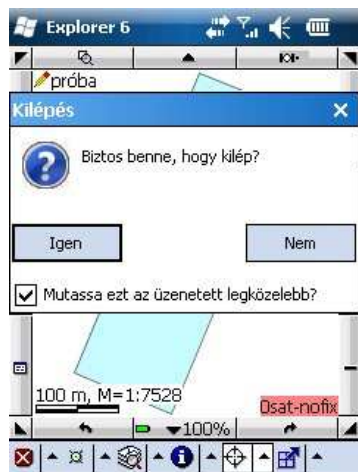 Explorer 6
próba
Kilépés
Biztos benne, hogy kilép?
Igen
Nem
Mutassa ezt az üzenetett legközelebb?
100 m, M=1:7528
0sat-nofix
100%